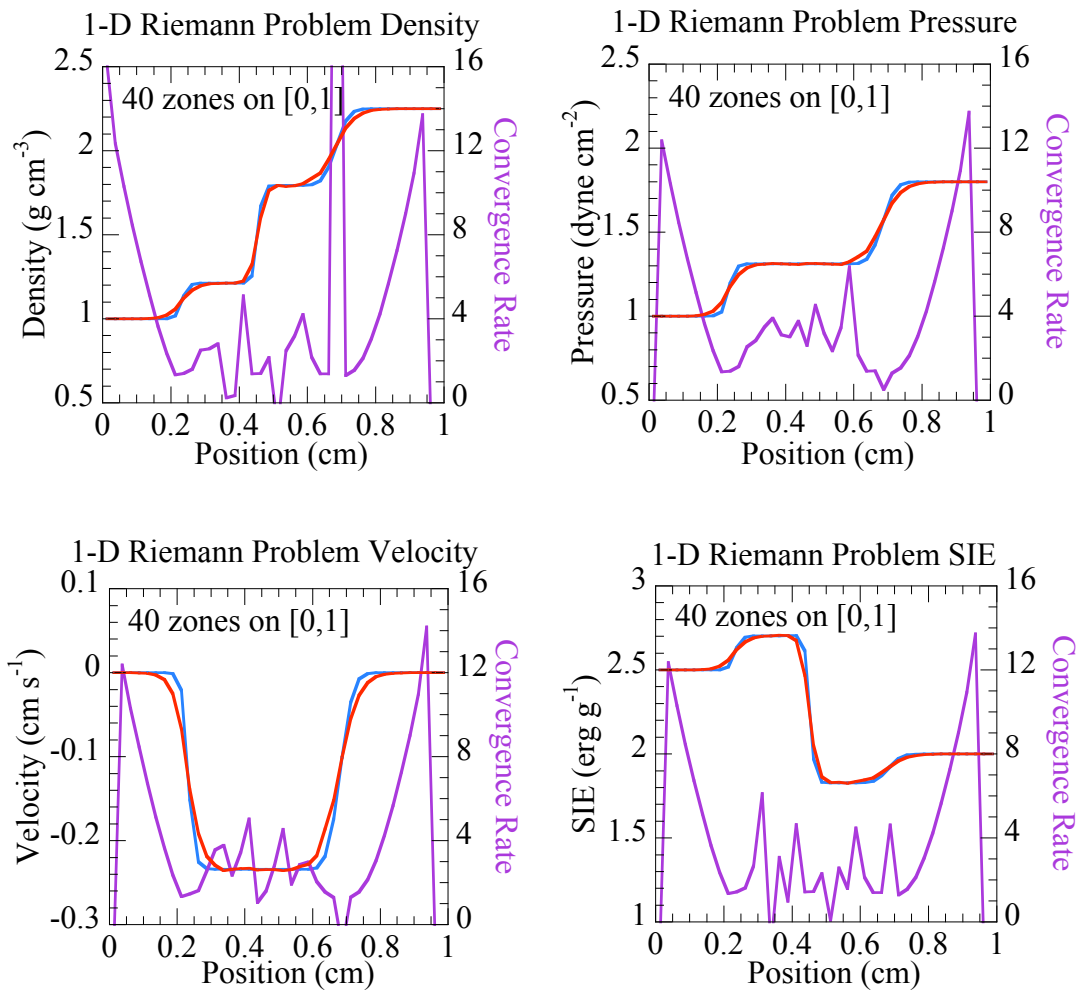 1-D Riemann Problem Density
2.5
2
1.5
1
0.5
Density (g cm-3)
40 zones on [0,1]
16
12
8
4
0
Convergence Rate
0 0.2 0.4 0.6 0.8 1
Position (cm)
1-D Riemann Problem Pressure
2.5
2
1.5
1
0.5
Pressure (dyne cm-2)
40 zones on [0,1]
16
12
8
4
0
Convergence Rate
0 0.2 0.4 0.6 0.8 1
Position (cm)
1-D Riemann Problem Velocity
0.1
0
-0.1
-0.2
-0.3
Velocity (cm s-1)
40 zones on [0,1]
16
12
8
4
0
Convergence Rate
0 0.2 0.4 0.6 0.8 1
Position (cm)
1-D Riemann Problem SIE
3
2.5
2
1.5
1
SIE (erg g-1)
40 zones on [0,1]
16
12
8
4
0
Convergence Rate
0 0.2 0.4 0.6 0.8 1
Position (cm)